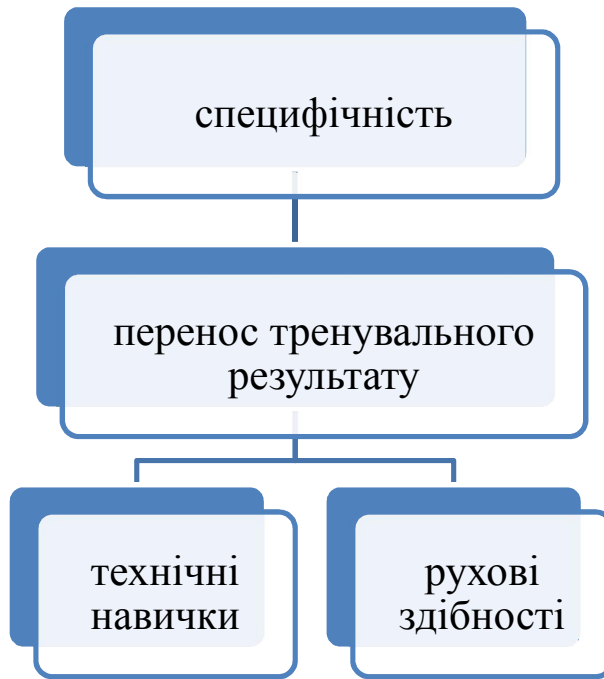 специфічність
перенос тренувального
результату
технічні
навички
рухові
здібності